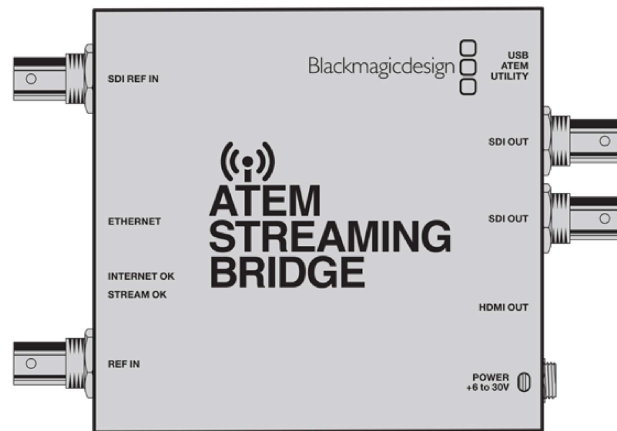 SDI REF IN
ETHERNET
INTERNET OK
STREAM OK
REF IN
Blackmagicdesign
ATEM
STREAMING
BRIDGE
USB
ATEM
UTILITY
SDI OUT
SDI OUT
HDMI OUT
POWER
+6 to 30V